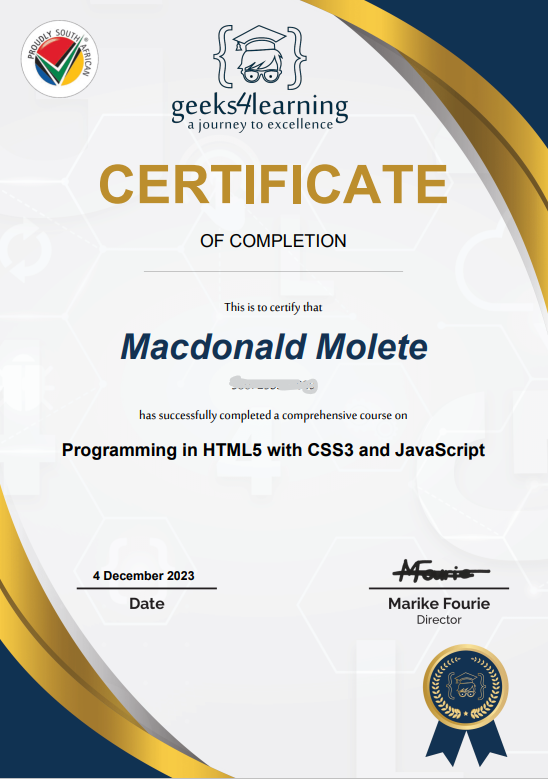 PROUDLY SOUTH AFRICAN
geeks4learning
a journey to excellence
CERTIFICATE
OF COMPLETION
This is to certify that
Macdonald Molete
has successfully completed a comprehensive course on
Programming in HTML5 with CSS3 and JavaScript
4 December 2023
Date
MFourie
Marike Fourie
Director